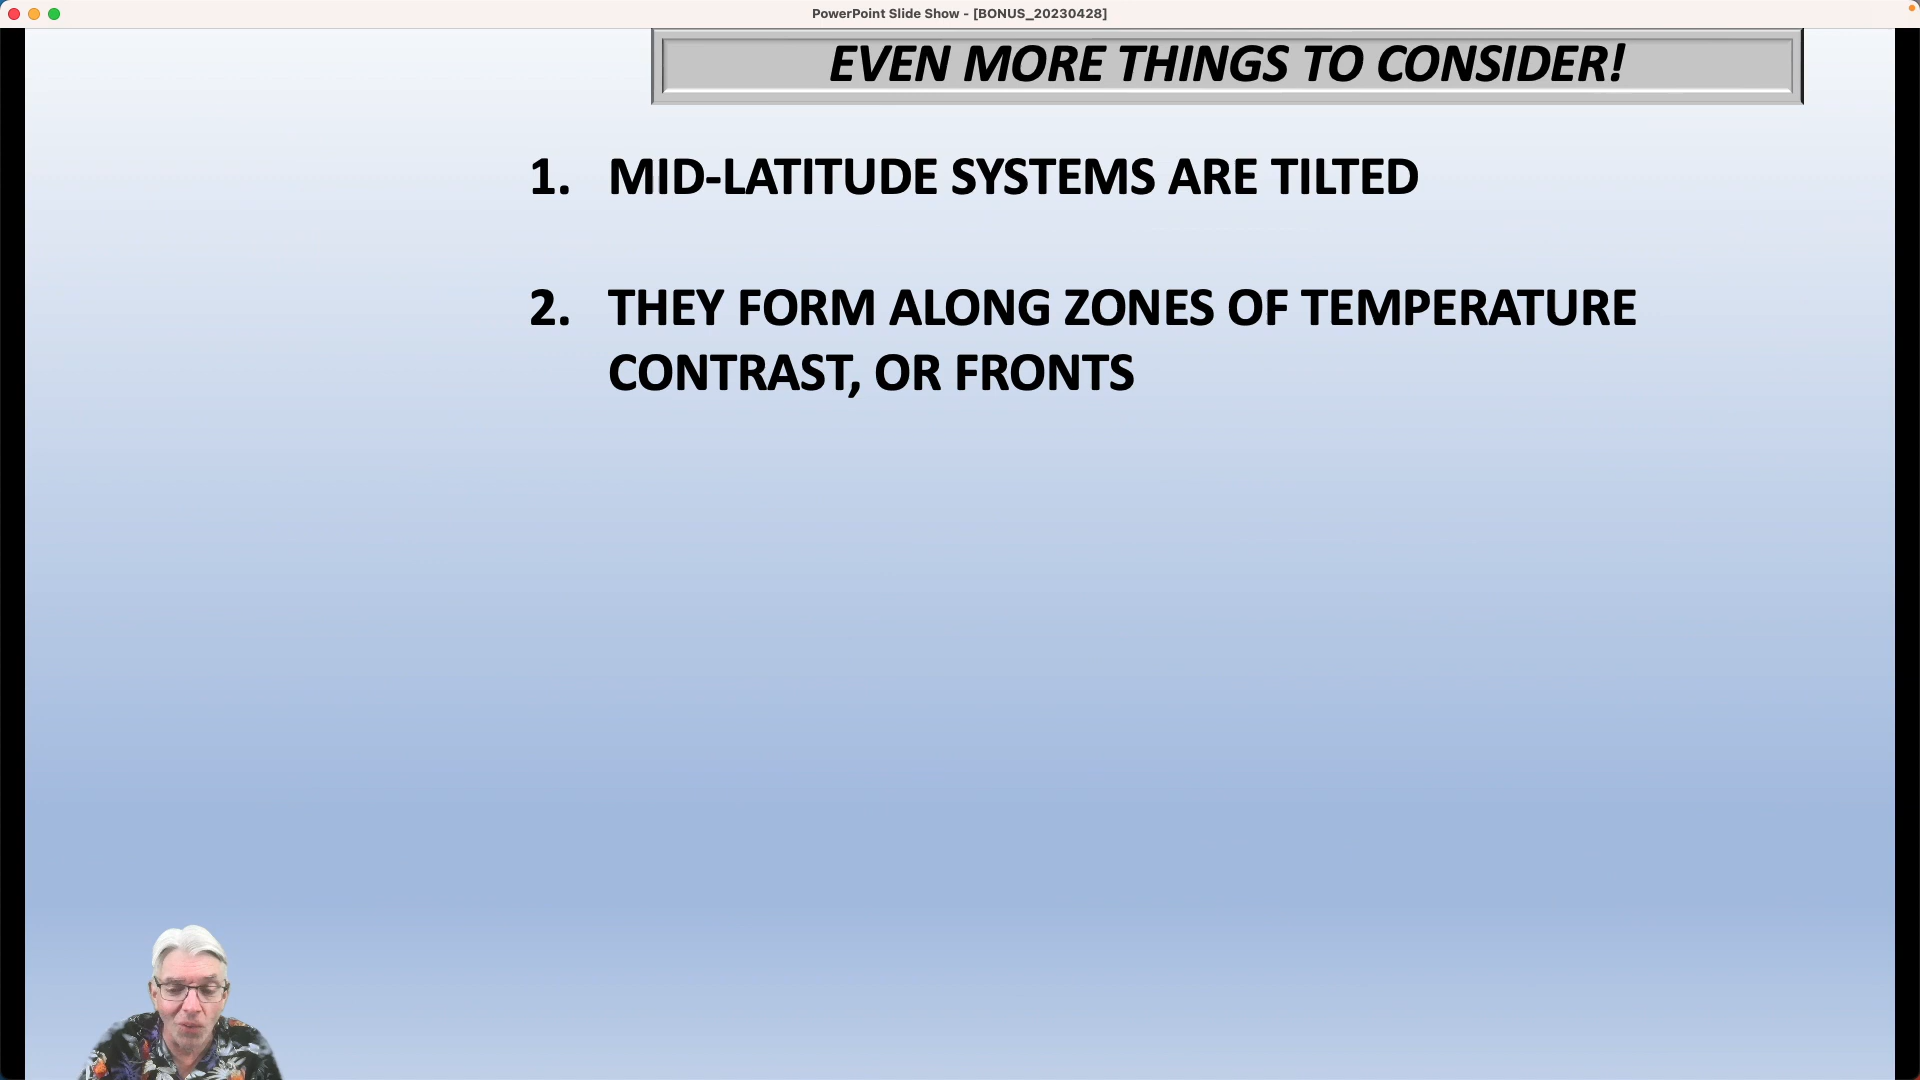 PowerPoint Slide Show - [BONUS_20230428]
EVEN MORE THINGS TO CONSIDER!
1. MID-LATITUDE SYSTEMS ARE TILTED
2. THEY FORM ALONG ZONES OF TEMPERATURE
CONTRAST, OR FRONTS